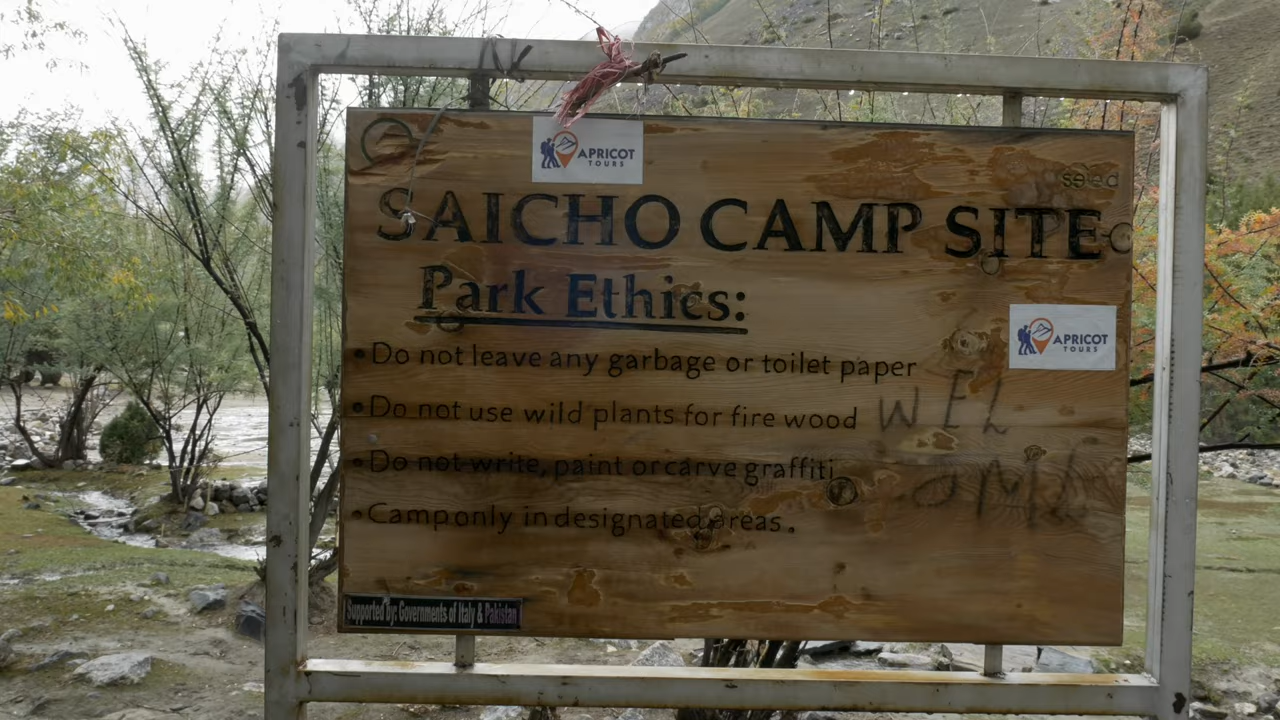 APRICOT
TOURS
SAICHO CAMP SITE
Park Ethics:
APRICOT
TOURS
• Do not leave any garbage or toilet paper
• Do not use wild plants for fire wood
WEL
• Do not write, paint or carve graffiti
• Camp only in designated areas.
Supported by: Governments of Italy & Pakistan